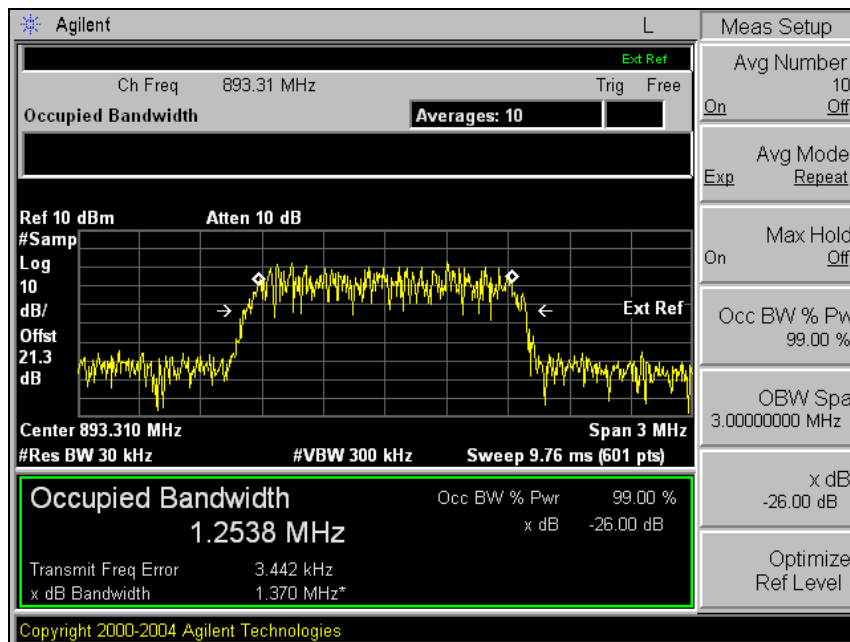 Agilent L
Ext Ref
Ch Freq 893.31 MHz Trig Free
Occupied Bandwidth Averages: 10
Ref 10 dBm Atten 10 dB
#Samp
Log
10
dB/
Offst
21.3
dB
Ext Ref
Center 893.310 MHz Span 3 MHz
#Res BW 30 kHz #VBW 300 kHz Sweep 9.76 ms (601 pts)
Occupied Bandwidth
1.2538 MHz
Occ BW % Pwr 99.00 %
x dB -26.00 dB
Transmit Freq Error 3.442 kHz
x dB Bandwidth 1.370 MHz*
Copyright 2000-2004 Agilent Technologies
Meas Setup
Avg Number
10
On Off
Avg Mode
Exp Repeat
Max Hold
On Off
Occ BW % Pw
99.00 %
OBW Spa
3.00000000 MHz
x dB
-26.00 dB
Optimize
Ref Level